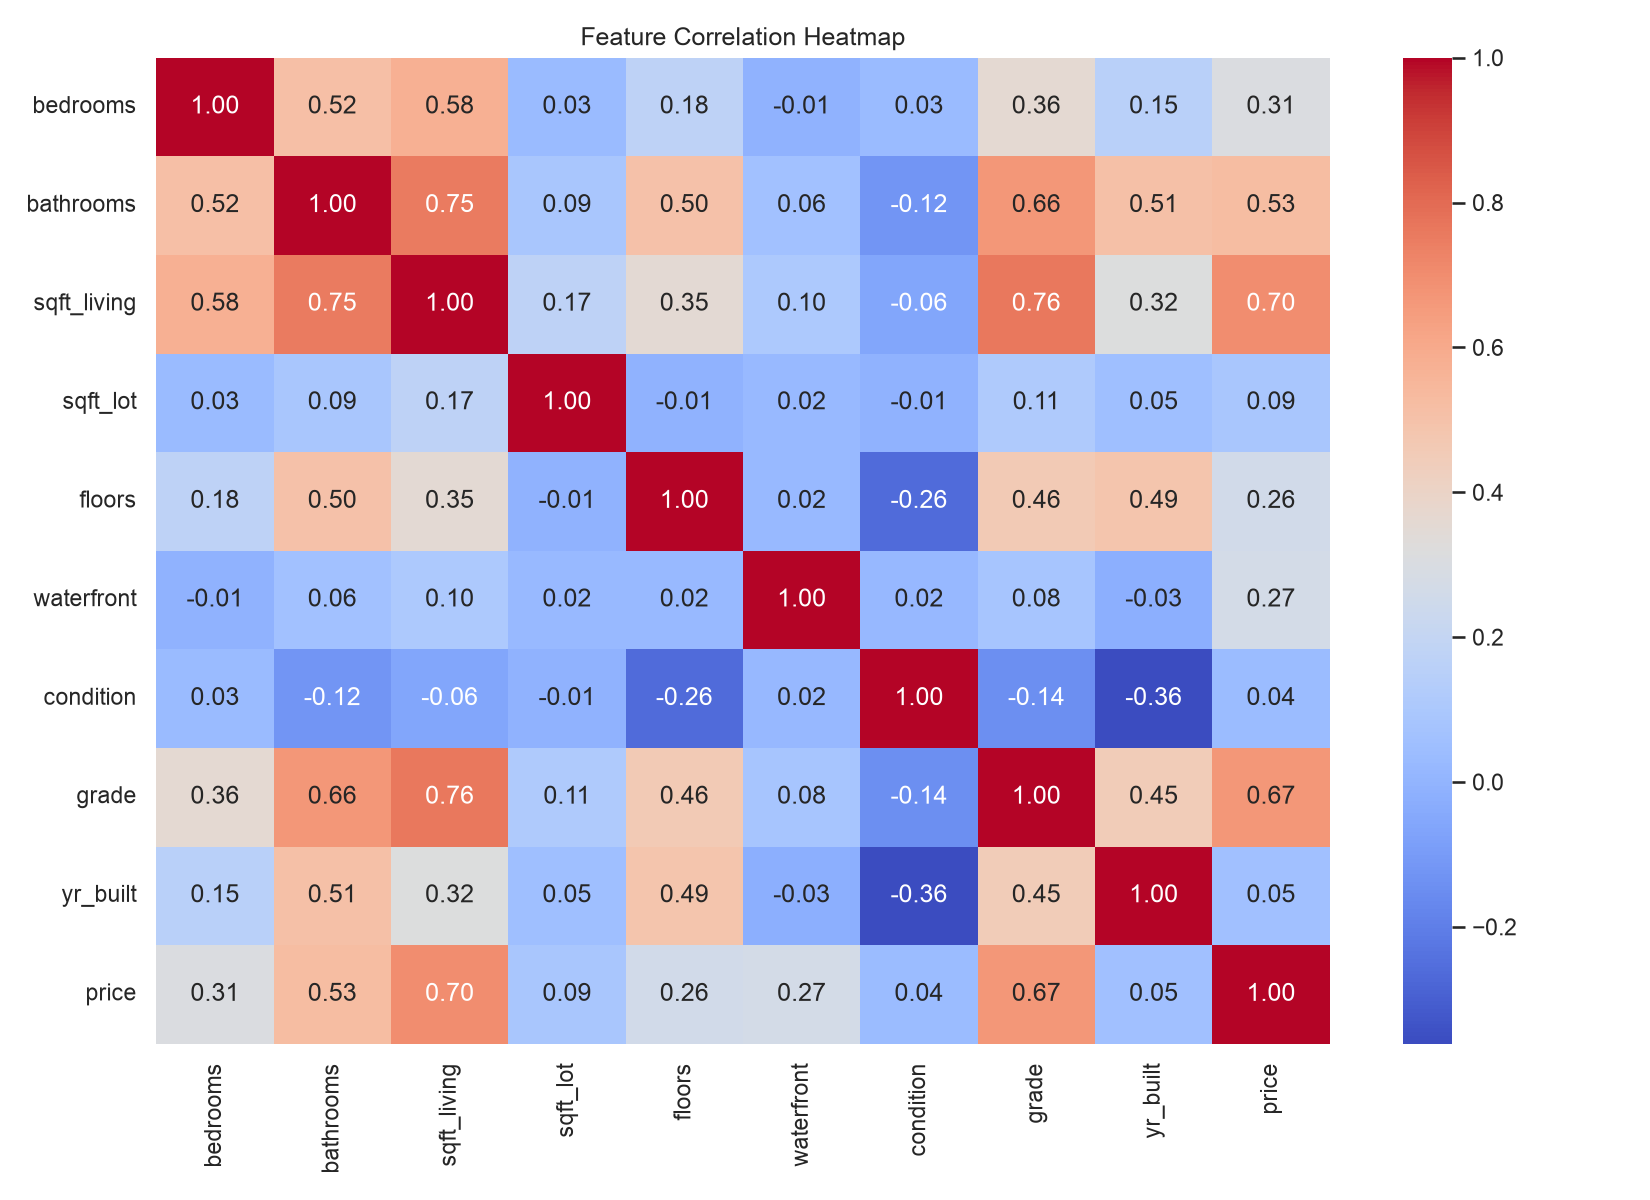 Feature Correlation Heatmap
bedrooms 1.00 0.52 0.58 0.03 0.18 -0.01 0.03 0.36 0.15 0.31
bathrooms 0.52 1.00 0.75 0.09 0.50 0.06 -0.12 0.66 0.51 0.53
sqft_living 0.58 0.75 1.00 0.17 0.35 0.10 -0.06 0.76 0.32 0.70
sqft_lot 0.03 0.09 0.17 1.00 -0.01 0.02 -0.01 0.11 0.05 0.09
floors 0.18 0.50 0.35 -0.01 1.00 0.02 -0.26 0.46 0.49 0.26
waterfront -0.01 0.06 0.10 0.02 0.02 1.00 0.02 0.08 -0.03 0.27
condition 0.03 -0.12 -0.06 -0.01 -0.26 0.02 1.00 -0.14 -0.36 0.04
grade 0.36 0.66 0.76 0.11 0.46 0.08 -0.14 1.00 0.45 0.67
yr_built 0.15 0.51 0.32 0.05 0.49 -0.03 -0.36 0.45 1.00 0.05
price 0.31 0.53 0.70 0.09 0.26 0.27 0.04 0.67 0.05 1.00
bedrooms bathrooms sqft_living sqft_lot floors waterfront condition grade yr_built price
1.0
0.8
0.6
0.4
0.2
0.0
−0.2